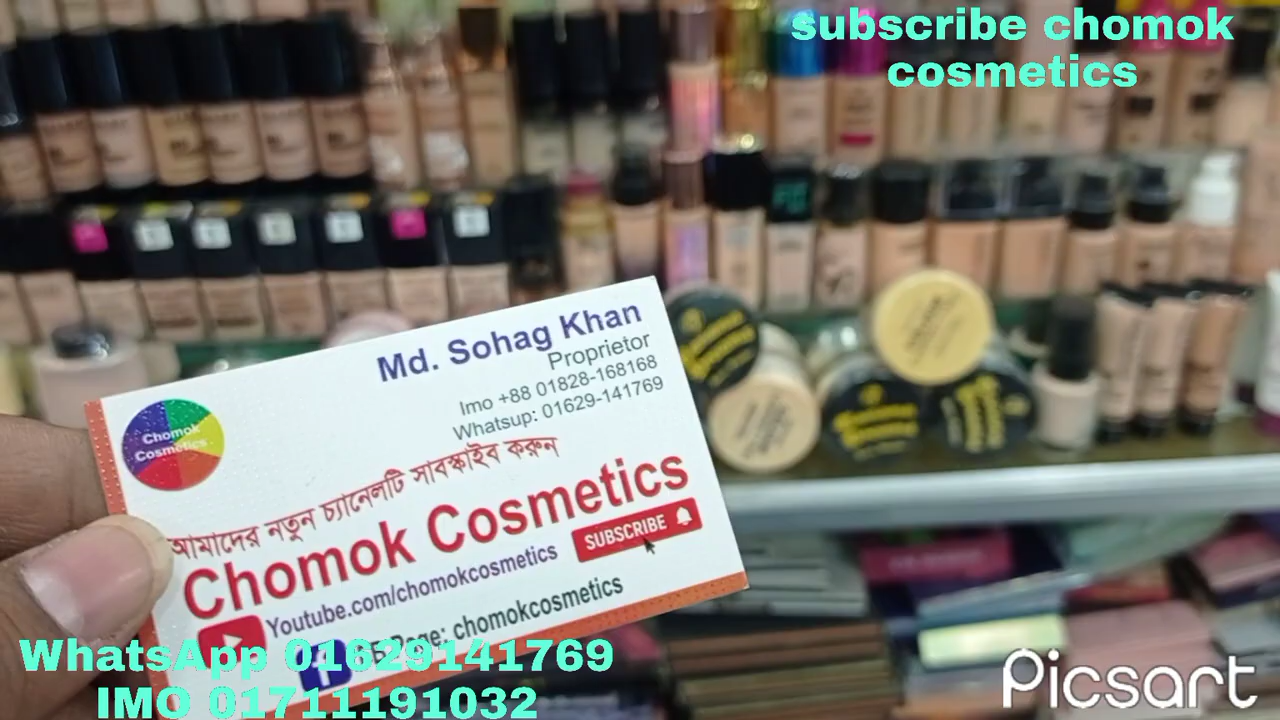 subscribe chomok
cosmetics
Md. Sohag Khan
Proprietor
Imo +88 01828-168168
Whatsup: 01629-141769
Chomok
Cosmetics
আমাদের নতুন চ্যানেলটি সাবস্ক্রাইব করুন
Chomok Cosmetics
SUBSCRIBE
Youtube.com/chomokcosmetics
f
Page: chomokcosmetics
WhatsApp 01629141769
IMO 01711191032
Picsart